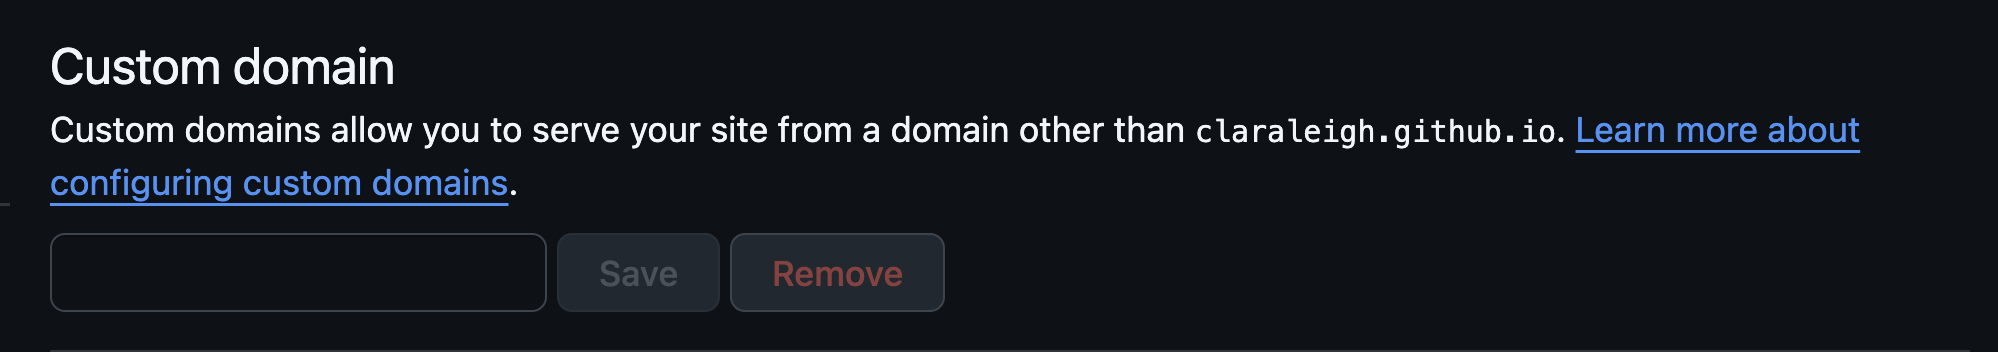 Custom domain
Custom domains allow you to serve your site from a domain other than claraleigh.github.io. Learn more about
configuring custom domains.
Save Remove